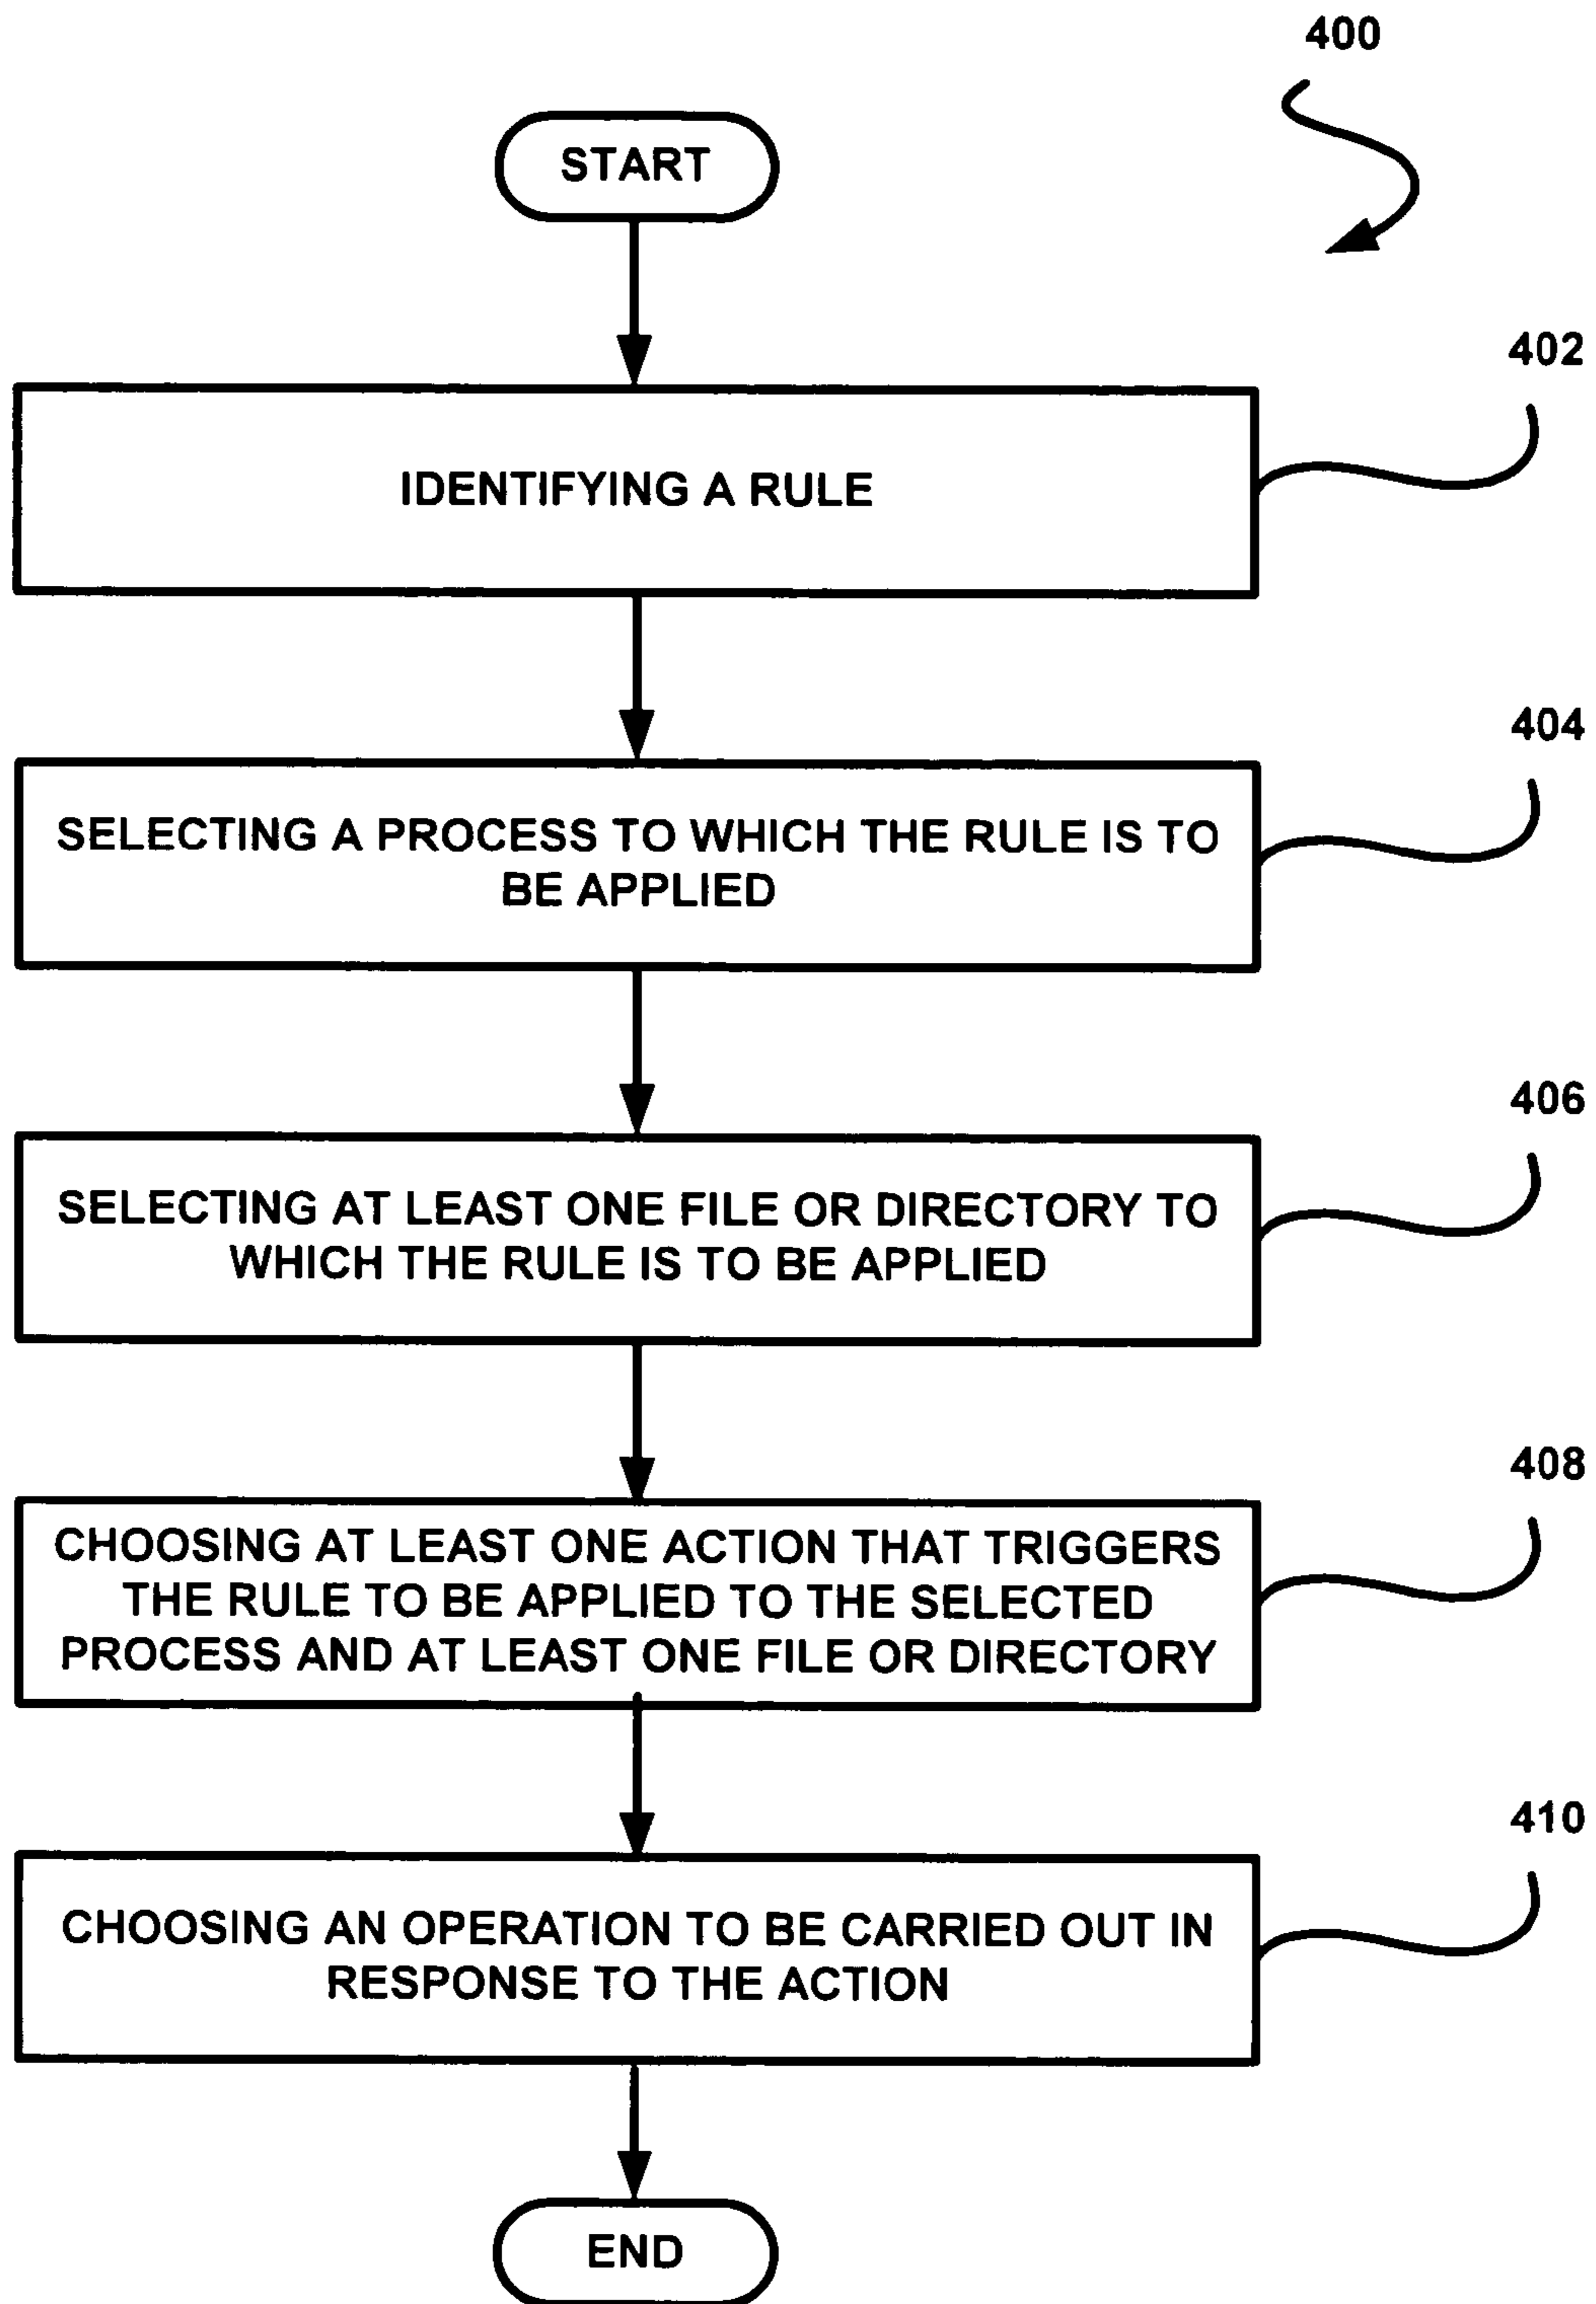 400
START
402
IDENTIFYING A RULE
404
SELECTING A PROCESS TO WHICH THE RULE IS TO
BE APPLIED
406
SELECTING AT LEAST ONE FILE OR DIRECTORY TO
WHICH THE RULE IS TO BE APPLIED
408
CHOOSING AT LEAST ONE ACTION THAT TRIGGERS
THE RULE TO BE APPLIED TO THE SELECTED
PROCESS AND AT LEAST ONE FILE OR DIRECTORY
410
CHOOSING AN OPERATION TO BE CARRIED OUT IN
RESPONSE TO THE ACTION
END